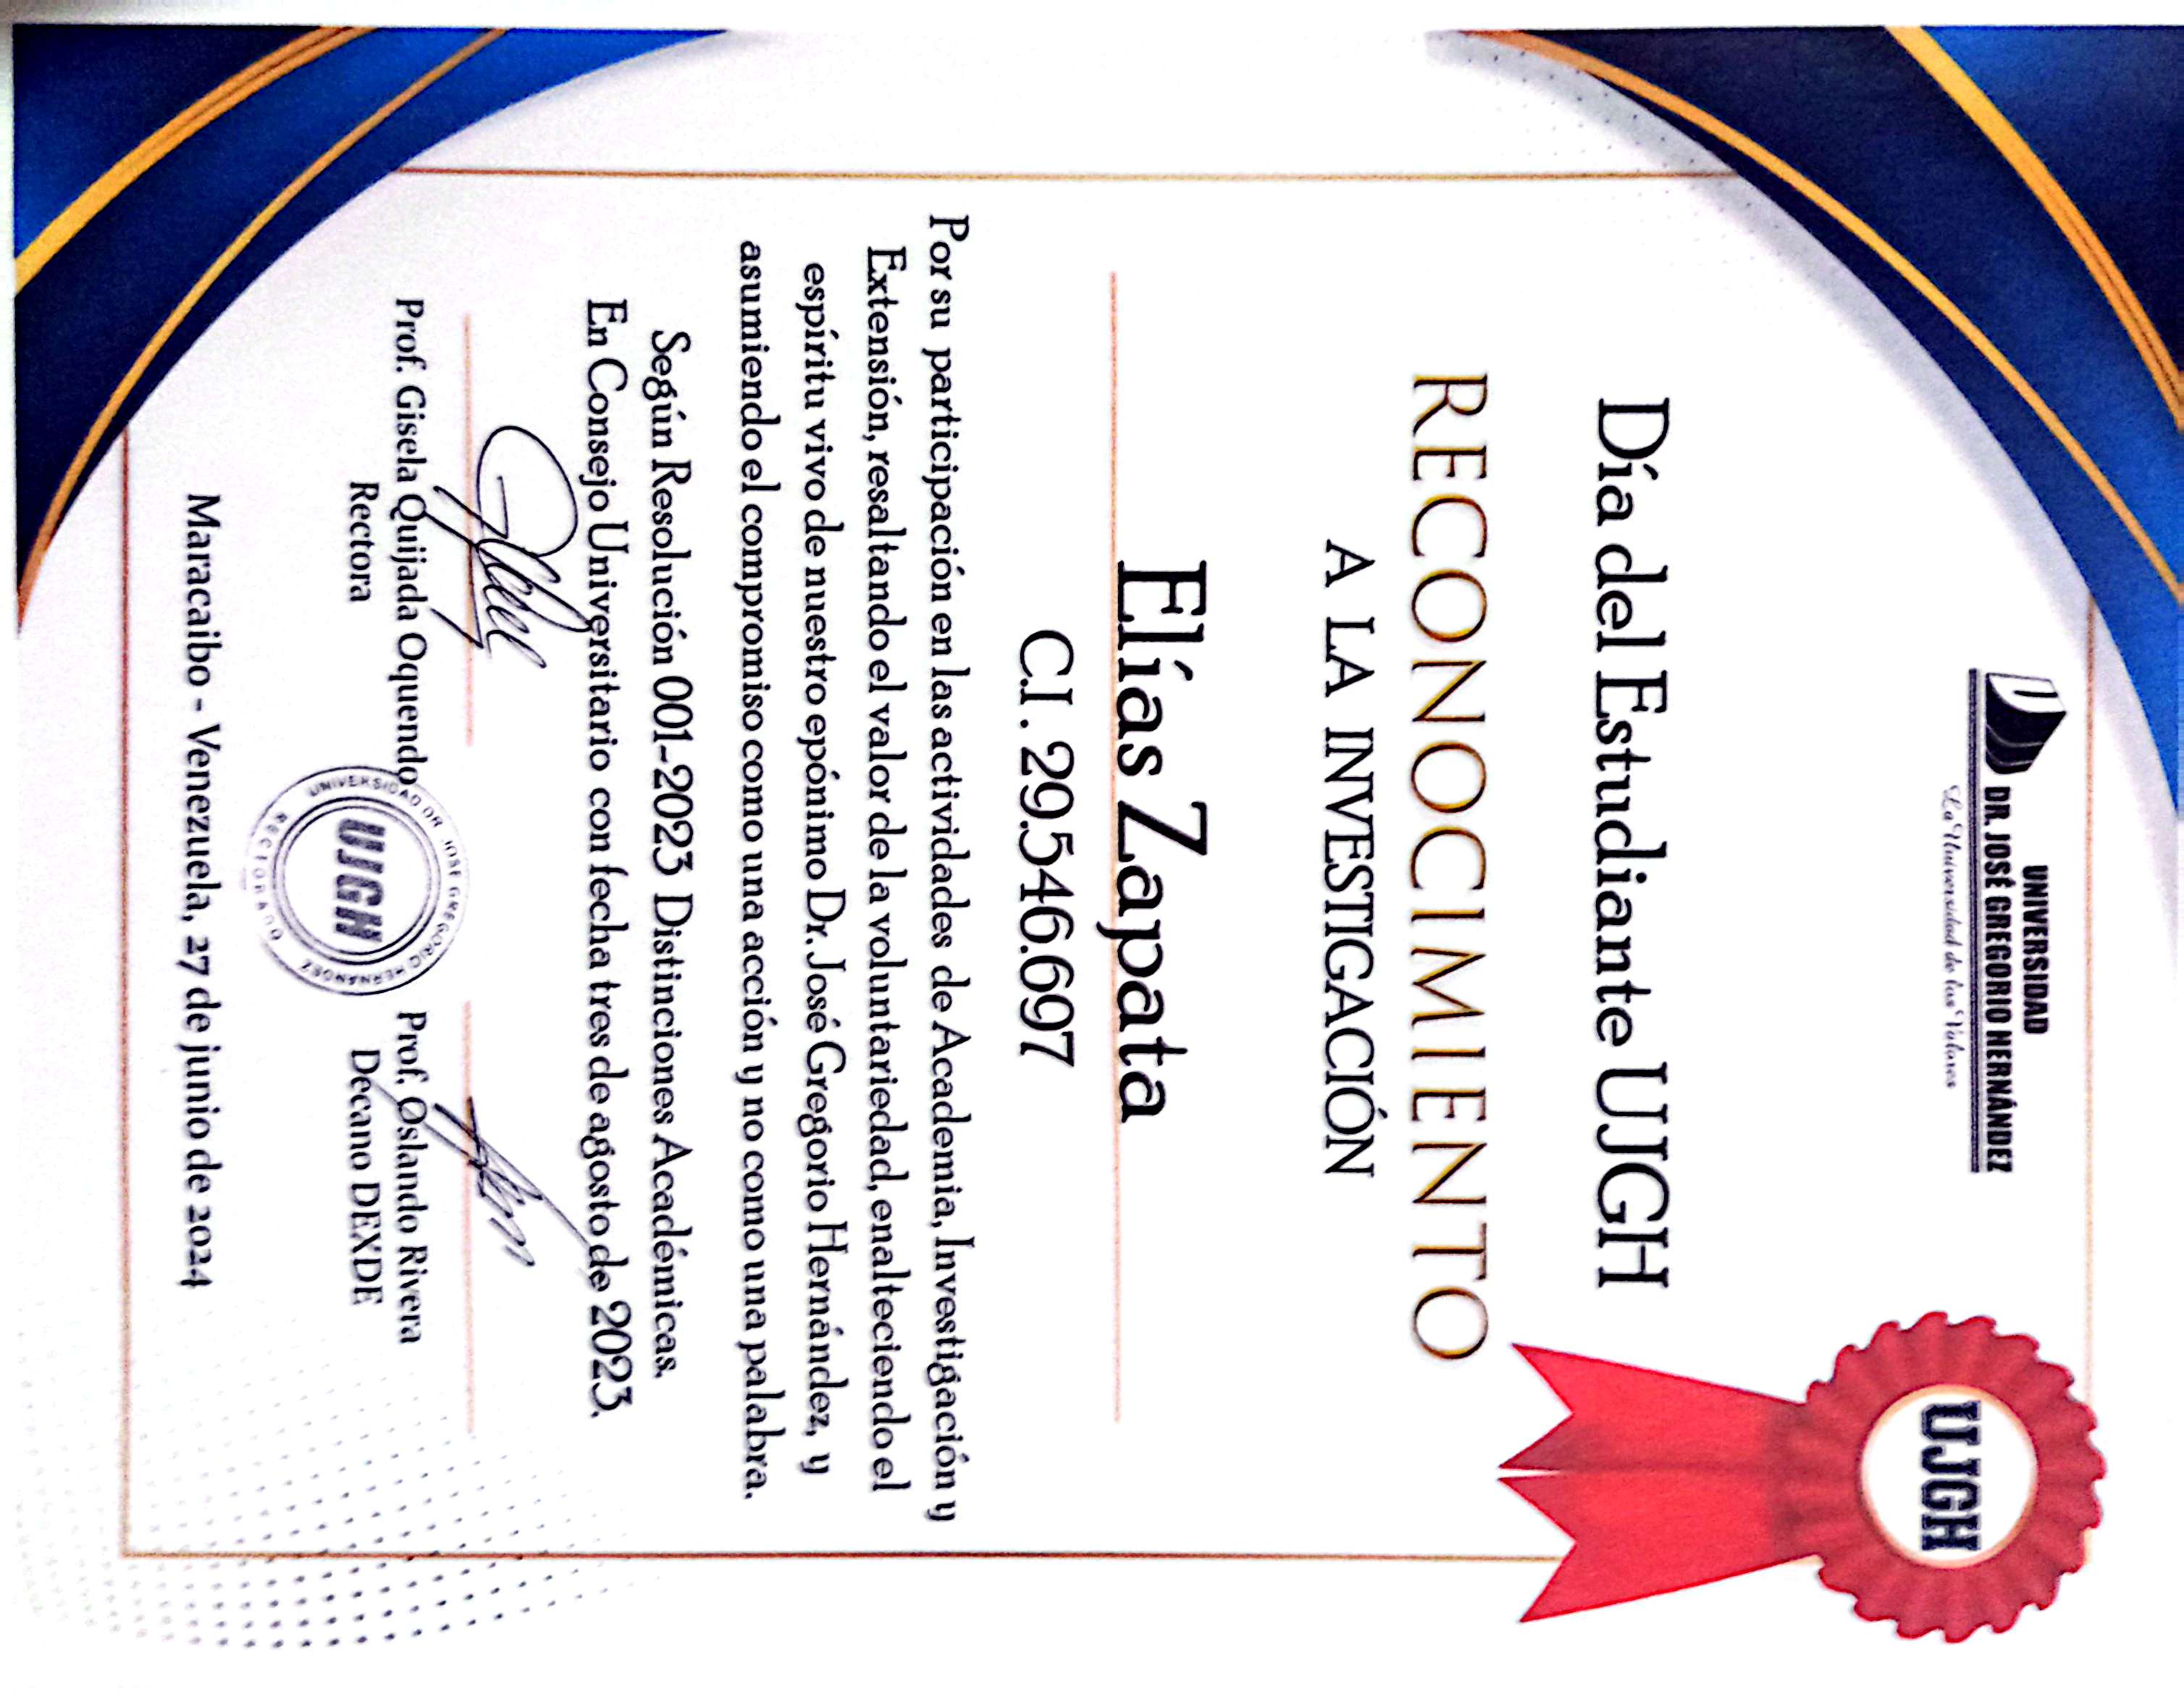 UNIVERSIDAD
DR. JOSÉ GREGORIO HERNÁNDEZ
La Universidad de los Valores
UJGH
Día del Estudiante UJGH
RECONOCIMIENTO
A LA INVESTIGACIÓN
Elías Zapata
C.I. 29.546.697
Por su participación en las actividades de Academia, Investigación y
Extensión, resaltando el valor de la voluntariedad, enalteciendo el
espíritu vivo de nuestro epónimo Dr. José Gregorio Hernández, y
asumiendo el compromiso como una acción y no como una palabra.
Según Resolución 001-2023 Distinciones Académicas.
En Consejo Universitario con fecha tres de agosto de 2023.
Prof. Gisela Quijada Oquendo
Rectora
Prof. Oslando Rivera
Decano DEXDE
UNIVERSIDAD DR. JOSE GREGORIO HERNÁNDEZ
UJGH
RECTORADO
Maracaibo - Venezuela, 27 de junio de 2024